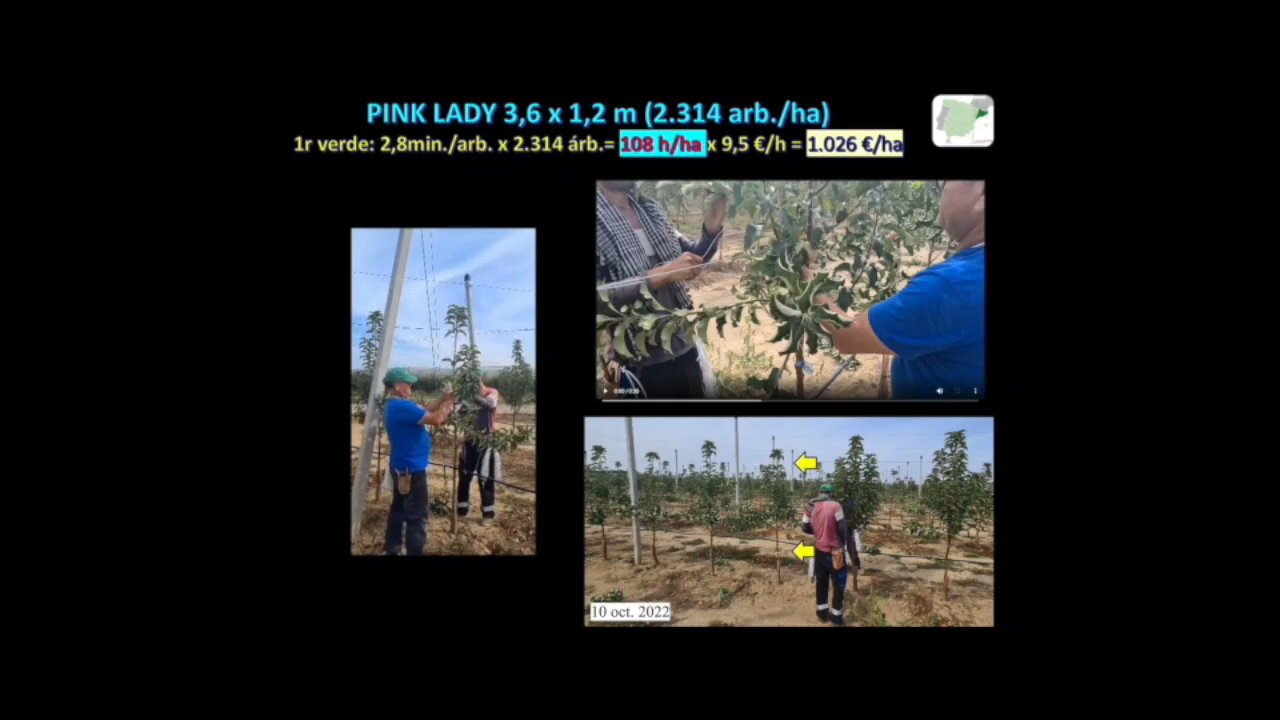 PINK LADY 3,6 x 1,2 m (2.314 arb./ha)
1r verde: 2,8min./arb. x 2.314 árb.= 108 h/ha x 9,5 €/h = 1.026 €/ha
10 oct. 2022